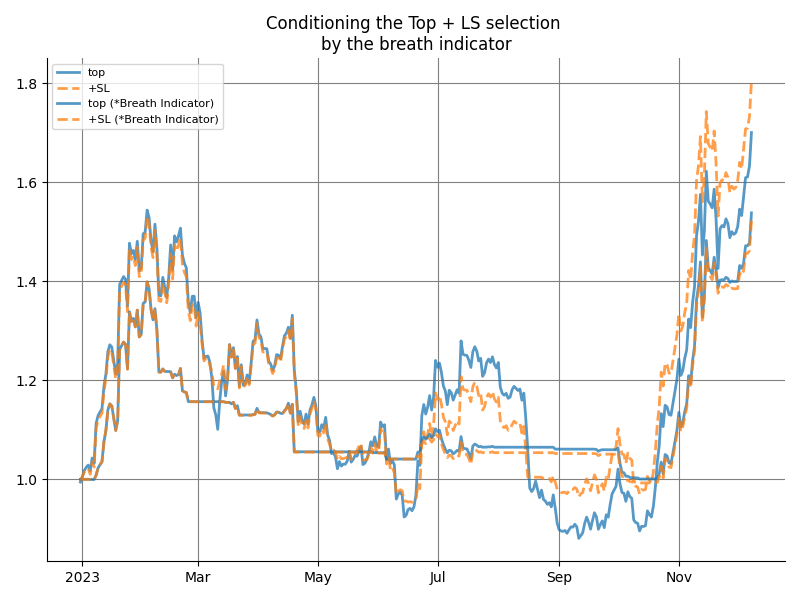 Conditioning the Top + LS selection
by the breath indicator
top
+SL
top (*Breath Indicator)
+SL (*Breath Indicator)
1.8
1.6
1.4
1.2
1.0
2023 Mar May Jul Sep Nov